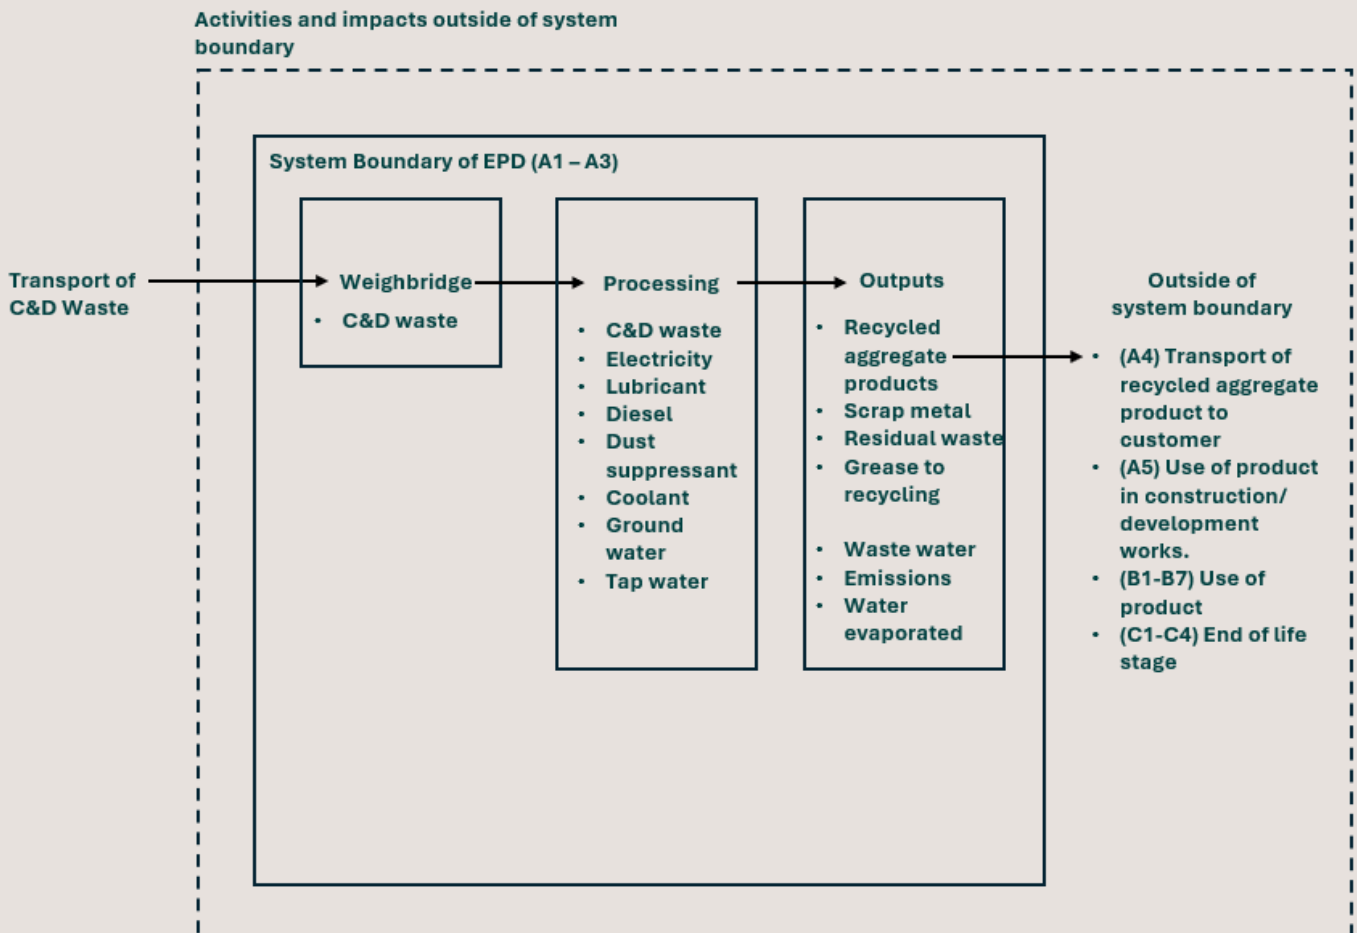 Activities and impacts outside of system
boundary
System Boundary of EPD (A1 – A3)
Transport of
C&D Waste
Weighbridge
• C&D waste
Processing
• C&D waste
• Electricity
• Lubricant
• Diesel
• Dust
suppressant
• Coolant
• Ground
water
• Tap water
Outputs
• Recycled
aggregate
products
• Scrap metal
• Residual waste
• Grease to
recycling
• Waste water
• Emissions
• Water
evaporated
Outside of
system boundary
• (A4) Transport of
recycled aggregate
product to
customer
• (A5) Use of product
in construction/
development
works.
• (B1-B7) Use of
product
• (C1-C4) End of life
stage